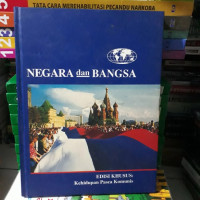 TATA CARA MEREHABILITASI PECANDU NARKOBA
NEGARA dan BANGSA
EDISI KHUSUS
Kehidupan Pasca Komunis